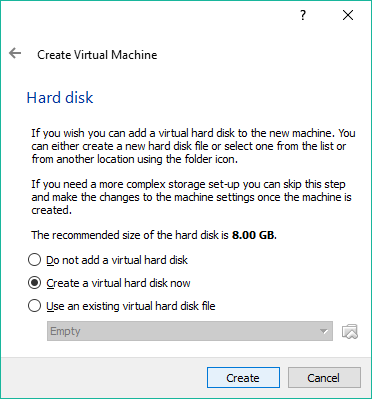 ?
Create Virtual Machine
Hard disk
If you wish you can add a virtual hard disk to the new machine. You
can either create a new hard disk file or select one from the list or
from another location using the folder icon.
If you need a more complex storage set-up you can skip this step
and make the changes to the machine settings once the machine is
created.
The recommended size of the hard disk is 8.00 GB.
Do not add a virtual hard disk
Create a virtual hard disk now
Use an existing virtual hard disk file
Empty
Create Cancel